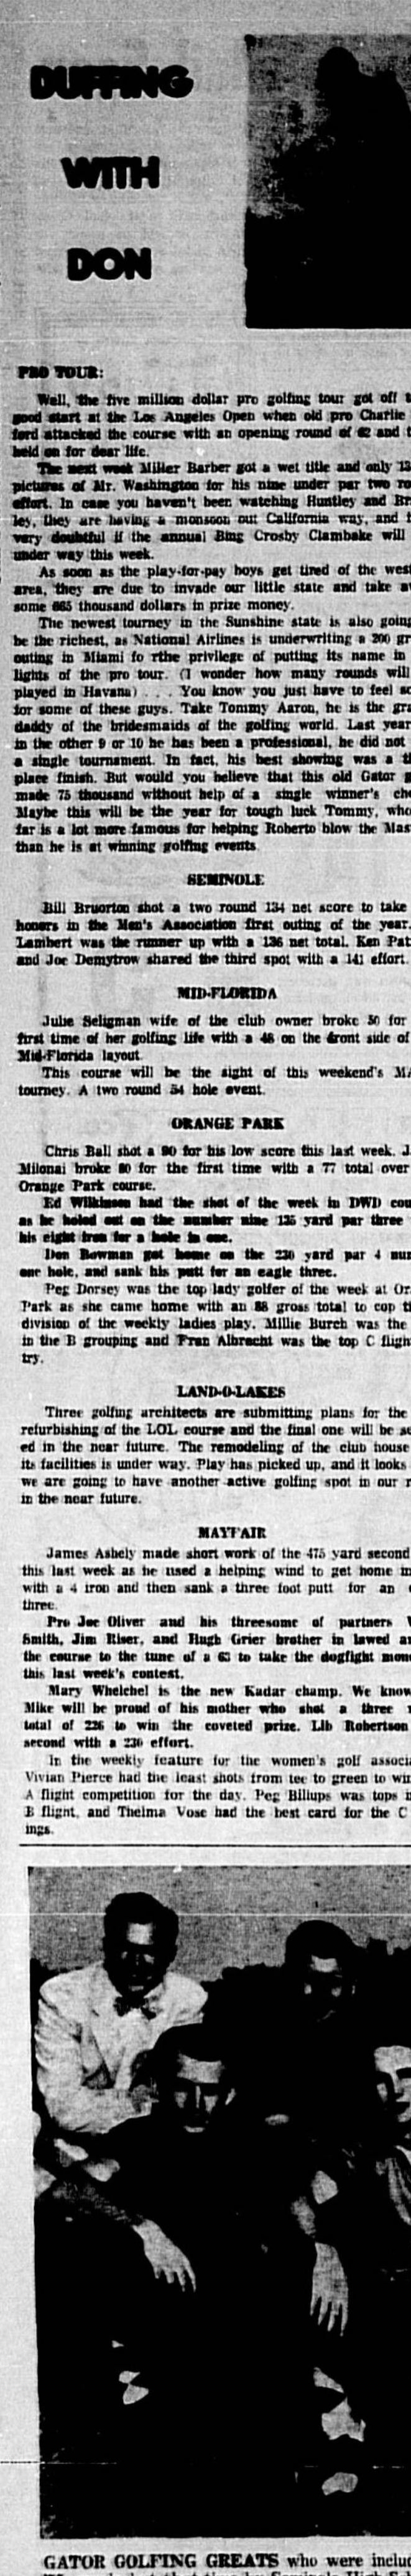 DUFFING
WITH
DON
PRO TOUR:
Well, the five million dollar pro golfing tour got off
good start at the Los Angeles Open when old pro Charlie
ford attacked the course with an opening round of 62 and
held on for dear life.
The next week Miller Barber got a wet title and only
pictures of Mr. Washington for his nine under par two
effort. In case you haven't been watching Huntley and
ley, they are having a monsoon out California way, and
very doubtful if the annual Bing Crosby Clambake will
under way this week.
As soon as the play-for-pay boys get tired of the
area, they are due to invade our little state and take
some 665 thousand dollars in prize money.
The newest tourney in the Sunshine state is also going
be the richest, as National Airlines is underwriting a 200
outing in Miami fo rthe privilege of putting its name in
lights of the pro tour. (I wonder how many rounds will
played in Havana) . . . You know you just have to feel
for some of these guys. Take Tommy Aaron, he is the
daddy of the bridesmaids of the golfing world. Last year
in the other 9 or 10 he has been a professional, he did not
a single tournament. In fact, his best showing was a
place finish. But would you believe that this old Gator
made 75 thousand without help of a single winner's
Maybe this will be the year for tough luck Tommy, who
far is a lot more famous for helping Roberto blow the
than he is at winning golfing events.
SEMINOLE
Bill Bruorton shot a two round 134 net score to take
honors in the Men's Association first outing of the year.
Lambert was the runner up with a 136 net total. Ken
and Joe Demytrow shared the third spot with a 141 effort.
MID-FLORIDA
Julie Seligman wife of the club owner broke 50 for
first time of her golfing life with a 48 on the front side of
Mid-Florida layout.
This course will be the sight of this weekend's
tourney. A two round 54 hole event.
ORANGE PARK
Chris Ball shot a 90 for his low score this last week.
Milonai broke 80 for the first time with a 77 total over
Orange Park course.
Ed Wilkinson had the shot of the week in DWD
as he holed out on the number nine 135 yard par three
his eight iron for a hole in one.
Don Bowman got home on the 230 yard par 4
one hole, and sank his putt for an eagle three.
Peg Dorsey was the top lady golfer of the week at
Park as she came home with an 88 gross total to cop
division of the weekly ladies play. Millie Burch was the
in the B grouping and Fran Albracht was the top C
try.
LAND-O-LAKES
Three golfing architects are submitting plans for the
refurbishing of the LOL course and the final one will be
ed in the near future. The remodeling of the club house
its facilities is under way. Play has picked up, and it looks
we are going to have another active golfing spot in our
in the near future.
MAYFAIR
James Ashely made short work of the 475 yard second
this last week as he used a helping wind to get home in
with a 4 iron and then sank a three foot putt for an
three.
Pro Joe Oliver and his threesome of partners
Smith, Jim Riser, and Hugh Grier brother in lawed
the course to the tune of a 63 to take the dogfight
this last week's contest.
Mary Whelchel is the new Kadar champ. We know
Mike will be proud of his mother who shot a three
total of 226 to win the coveted prize. Lib Robertson
second with a 230 effort.
In the weekly feature for the women's golf
Vivian Pierce had the least shots from tee to green to
A flight competition for the day. Peg Billups was tops
B flight, and Thelma Vose had the best card for the C
ings.
GATOR GOLFING GREATS who were